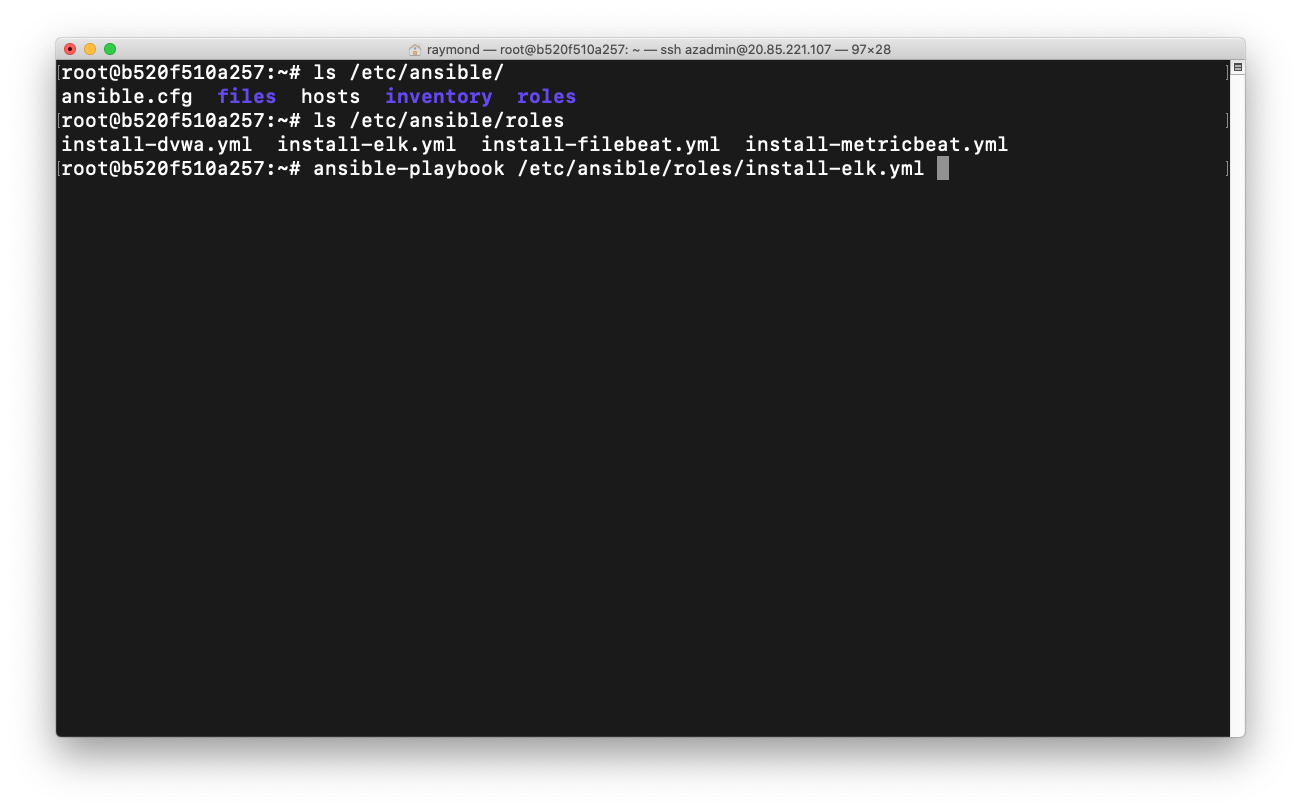 raymond — root@b520f510a257: ~ — ssh azadmin@20.85.221.107 — 97×28
[root@b520f510a257:~# ls /etc/ansible/ ]
ansible.cfg  files  hosts  inventory  roles
[root@b520f510a257:~# ls /etc/ansible/roles ]
install-dvwa.yml  install-elk.yml  install-filebeat.yml  install-metricbeat.yml
[root@b520f510a257:~# ansible-playbook /etc/ansible/roles/install-elk.yml ]